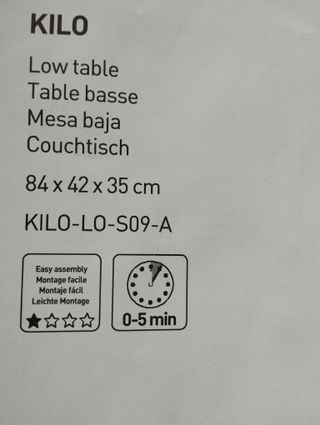 KILO
Low table
Table basse
Mesa baja
Couchtisch
84 x 42 x 35 cm
KILO-LO-S09-A
Easy assembly
Montage facile
Montaje fácil
Leichte Montage
0-5 min